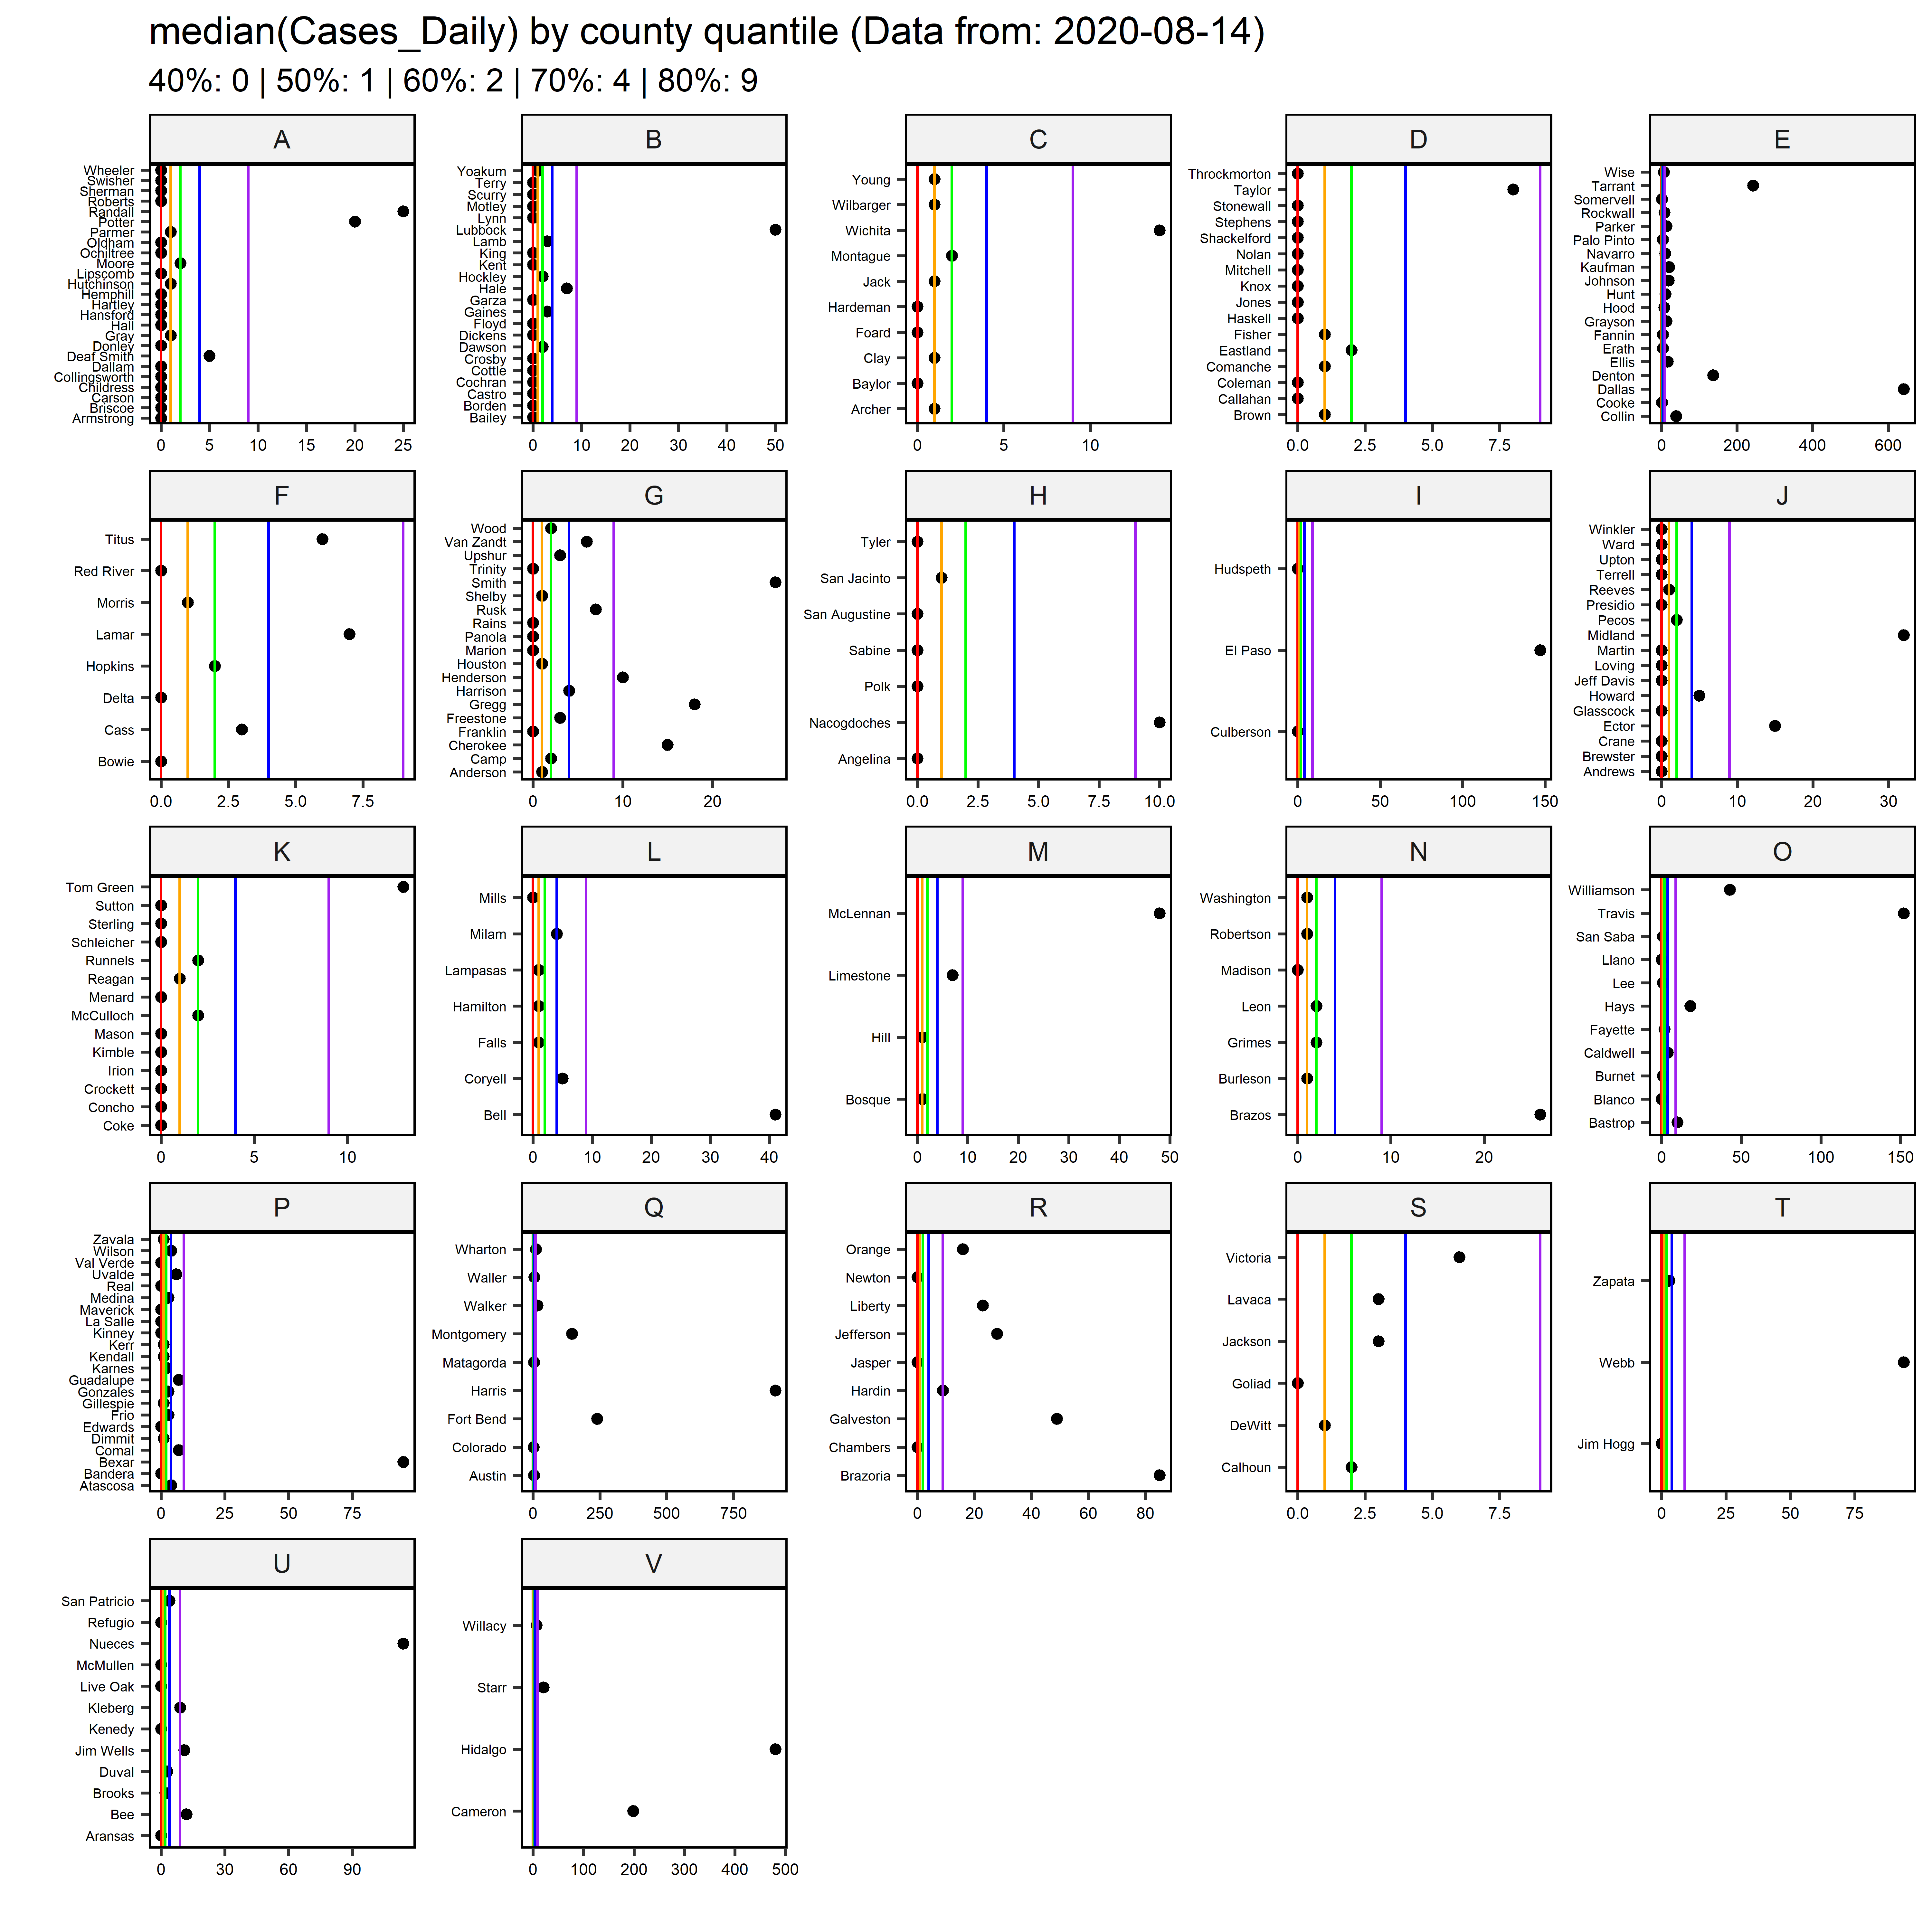 median(Cases_Daily) by county quantile (Data from: 2020-08-14)
40%: 0 | 50%: 1 | 60%: 2 | 70%: 4 | 80%: 9
A
Wheeler
Swisher
Sherman
Roberts
Randall
Potter
Parmer
Oldham
Ochiltree
Moore
Lipscomb
Hutchinson
Hemphill
Hartley
Hansford
Hall
Gray
Donley
Deaf Smith
Dallam
Collingsworth
Childress
Carson
Briscoe
Armstrong
0 5 10 15 20 25
B
Yoakum
Terry
Scurry
Motley
Lynn
Lubbock
Lamb
King
Kent
Hockley
Hale
Garza
Gaines
Floyd
Dickens
Dawson
Crosby
Cottle
Cochran
Castro
Borden
Bailey
0 10 20 30 40 50
C
Young
Wilbarger
Wichita
Montague
Jack
Hardeman
Foard
Clay
Baylor
Archer
0 5 10
D
Throckmorton
Taylor
Stonewall
Stephens
Shackelford
Nolan
Mitchell
Knox
Jones
Haskell
Fisher
Eastland
Comanche
Coleman
Callahan
Brown
0.0 2.5 5.0 7.5
E
Wise
Tarrant
Somervell
Rockwall
Parker
Palo Pinto
Navarro
Kaufman
Johnson
Hunt
Hood
Grayson
Fannin
Erath
Ellis
Denton
Dallas
Cooke
Collin
0 200 400 600
F
Titus
Red River
Morris
Lamar
Hopkins
Delta
Cass
Bowie
0.0 2.5 5.0 7.5
G
Wood
Van Zandt
Upshur
Trinity
Smith
Shelby
Rusk
Rains
Panola
Marion
Houston
Henderson
Harrison
Gregg
Freestone
Franklin
Cherokee
Camp
Anderson
0 10 20
H
Tyler
San Jacinto
San Augustine
Sabine
Polk
Nacogdoches
Angelina
0.0 2.5 5.0 7.5 10.0
I
Hudspeth
El Paso
Culberson
0 50 100 150
J
Winkler
Ward
Upton
Terrell
Reeves
Presidio
Pecos
Midland
Martin
Loving
Jeff Davis
Howard
Glasscock
Ector
Crane
Brewster
Andrews
0 10 20 30
K
Tom Green
Sutton
Sterling
Schleicher
Runnels
Reagan
Menard
McCulloch
Mason
Kimble
Irion
Crockett
Concho
Coke
0 5 10
L
Mills
Milam
Lampasas
Hamilton
Falls
Coryell
Bell
0 10 20 30 40
M
McLennan
Limestone
Hill
Bosque
0 10 20 30 40 50
N
Washington
Robertson
Madison
Leon
Grimes
Burleson
Brazos
0 10 20
O
Williamson
Travis
San Saba
Llano
Lee
Hays
Fayette
Caldwell
Burnet
Blanco
Bastrop
0 50 100 150
P
Zavala
Wilson
Val Verde
Uvalde
Real
Medina
Maverick
La Salle
Kinney
Kerr
Kendall
Karnes
Guadalupe
Gonzales
Gillespie
Frio
Edwards
Dimmit
Comal
Bexar
Bandera
Atascosa
0 25 50 75
Q
Wharton
Waller
Walker
Montgomery
Matagorda
Harris
Fort Bend
Colorado
Austin
0 250 500 750
R
Orange
Newton
Liberty
Jefferson
Jasper
Hardin
Galveston
Chambers
Brazoria
0 20 40 60 80
S
Victoria
Lavaca
Jackson
Goliad
DeWitt
Calhoun
0.0 2.5 5.0 7.5
T
Zapata
Webb
Jim Hogg
0 25 50 75
U
San Patricio
Refugio
Nueces
McMullen
Live Oak
Kleberg
Kenedy
Jim Wells
Duval
Brooks
Bee
Aransas
0 30 60 90
V
Willacy
Starr
Hidalgo
Cameron
0 100 200 300 400 500